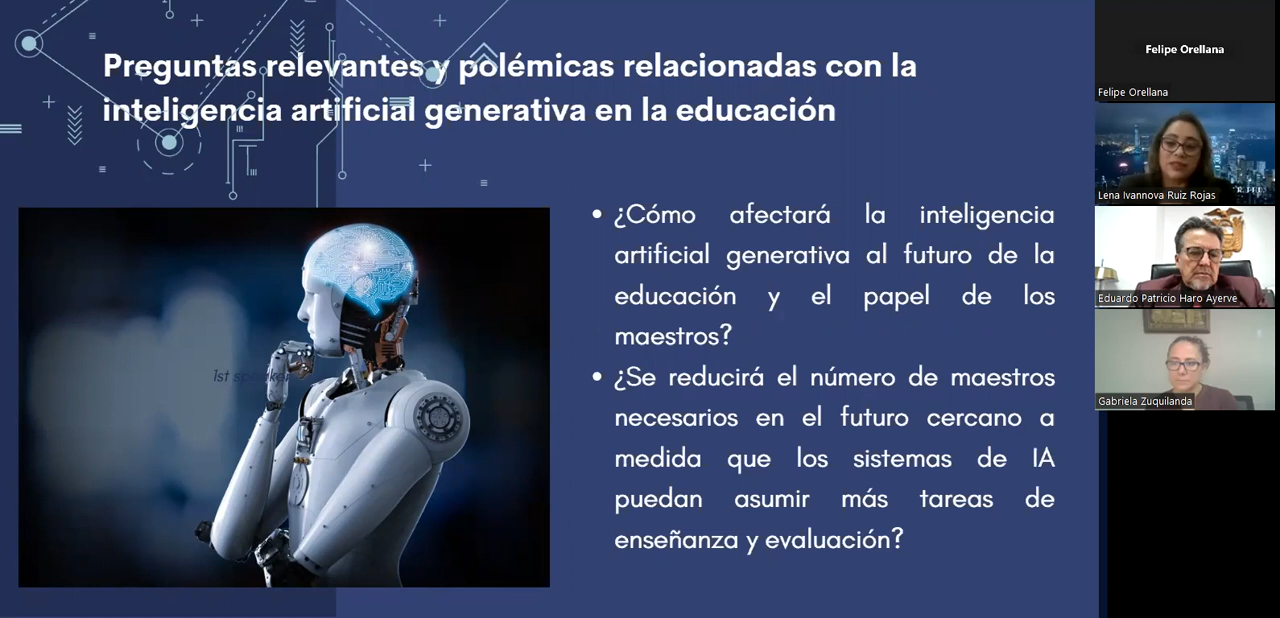 Preguntas relevantes y polémicas relacionadas con la
inteligencia artificial generativa en la educación
• ¿Cómo afectará la inteligencia
artificial generativa al futuro de la
educación y el papel de los
maestros?
• ¿Se reducirá el número de maestros
necesarios en el futuro cercano a
medida que los sistemas de IA
puedan asumir más tareas de
enseñanza y evaluación?
1st speaker
Felipe Orellana
Felipe Orellana
Lena Ivannova Ruiz Rojas
Eduardo Patricio Haro Ayerve
Gabriela Zuquilanda